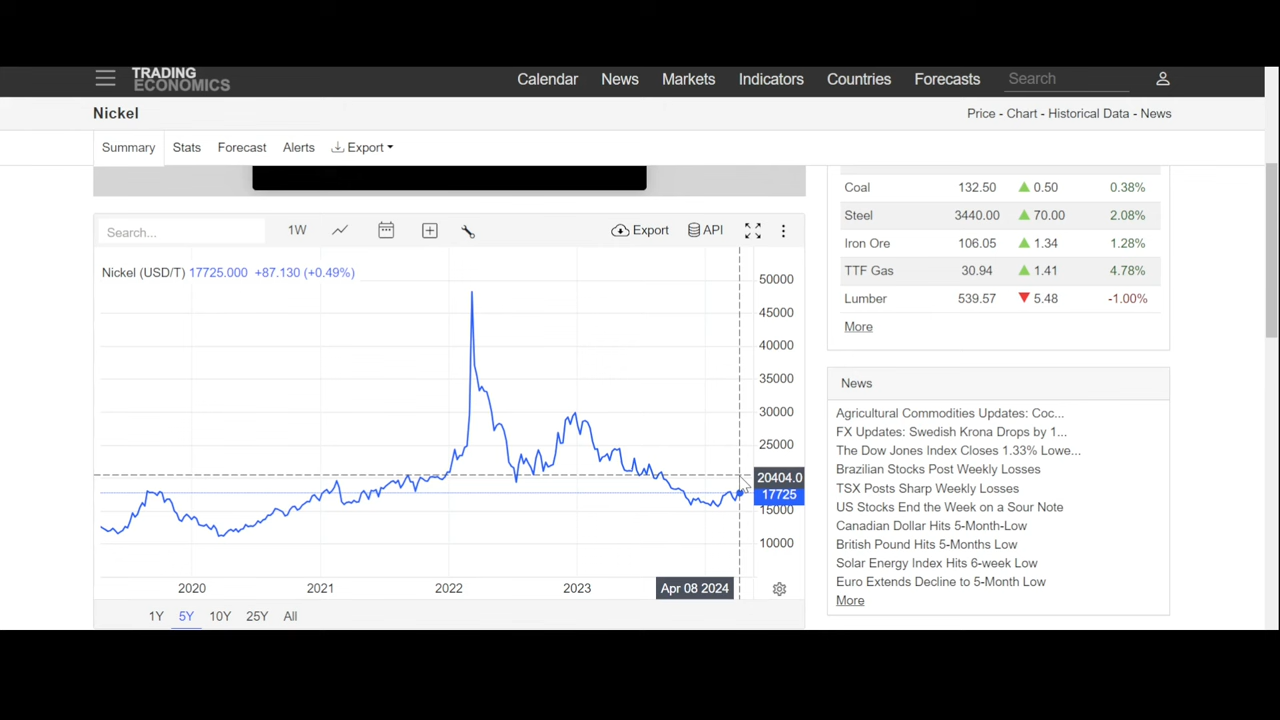 TRADING
ECONOMICS
Calendar News Markets Indicators Countries Forecasts Search
Nickel
Price - Chart - Historical Data - News
Summary Stats Forecast Alerts Export
Coal 132.50 0.50 0.38%
Steel 3440.00 70.00 2.08%
Iron Ore 106.05 1.34 1.28%
TTF Gas 30.94 1.41 4.78%
Lumber 539.57 5.48 -1.00%
More
Search... 1W Export API
Nickel (USD/T) 17725.000 +87.130 (+0.49%)
50000
45000
40000
35000
30000
25000
20404.0
17725
15000
10000
2020 2021 2022 2023 Apr 08 2024
1Y 5Y 10Y 25Y All
News
Agricultural Commodities Updates: Coc...
FX Updates: Swedish Krona Drops by 1...
The Dow Jones Index Closes 1.33% Lowe...
Brazilian Stocks Post Weekly Losses
TSX Posts Sharp Weekly Losses
US Stocks End the Week on a Sour Note
Canadian Dollar Hits 5-Month-Low
British Pound Hits 5-Months Low
Solar Energy Index Hits 6-week Low
Euro Extends Decline to 5-Month Low
More